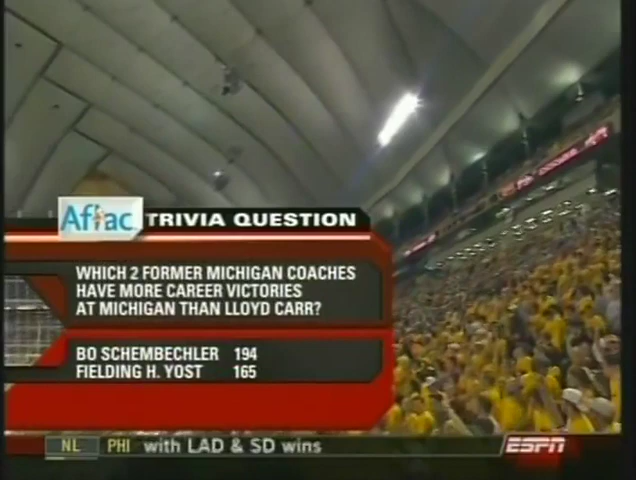 Aflac TRIVIA QUESTION
WHICH 2 FORMER MICHIGAN COACHES
HAVE MORE CAREER VICTORIES
AT MICHIGAN THAN LLOYD CARR?
BO SCHEMBECHLER 194
FIELDING H. YOST 165
NL PHI with LAD & SD wins
ESPN